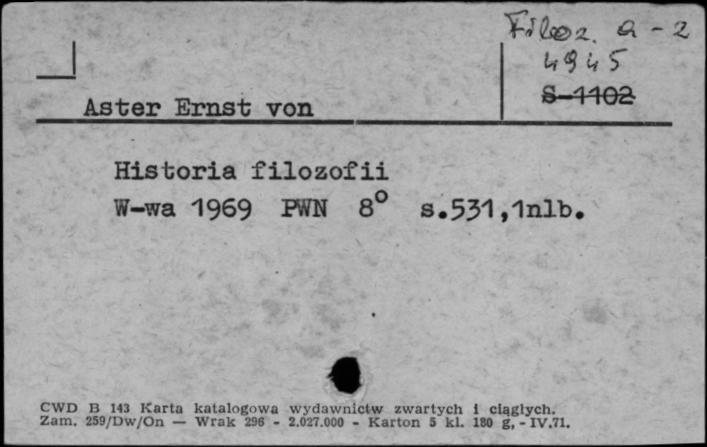 Filoz. a - z
4945
S-1102
Aster Ernst von
Historia filozofii
W-wa 1969 PWN 8° s.531,1nlb.
CWD B 143 Karta katalogowa wydawnictw zwartych i ciągłych.
Zam. 259/Dw/On — Wrak 296 - 2.027.000 - Karton 5 kl. 180 g, - IV.71.